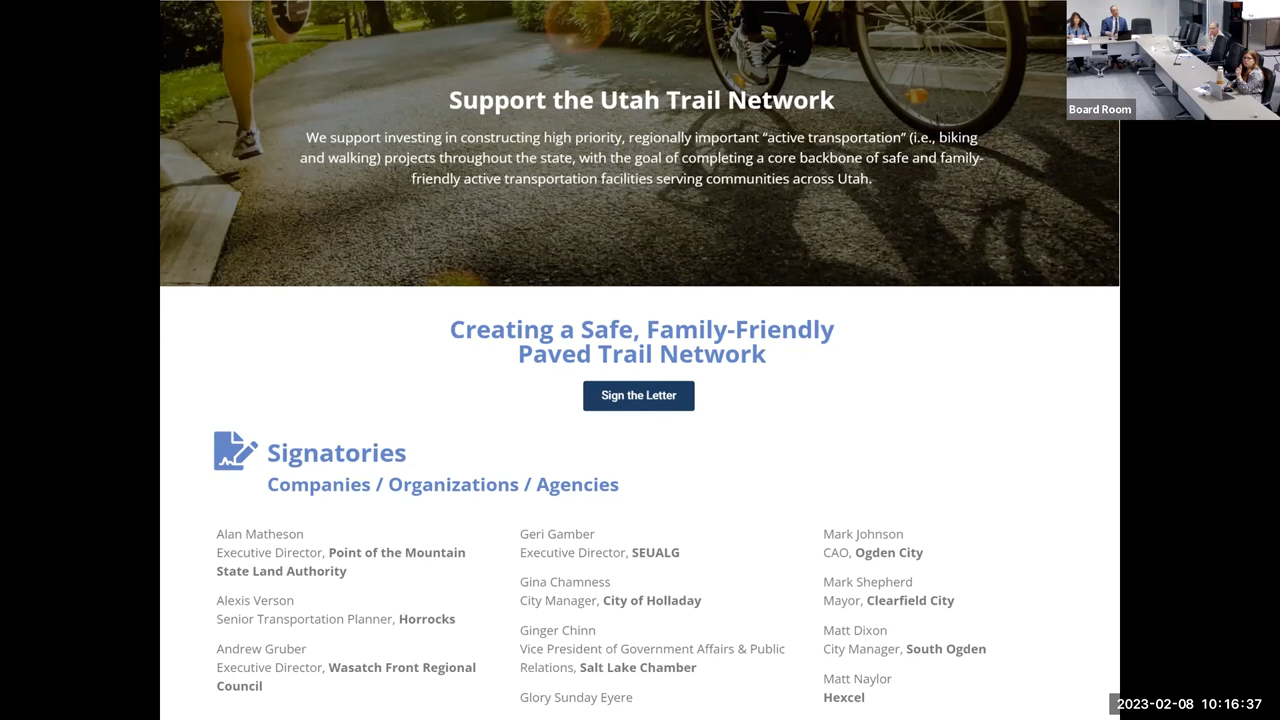 Support the Utah Trail Network
We support investing in constructing high priority, regionally important “active transportation” (i.e., biking
and walking) projects throughout the state, with the goal of completing a core backbone of safe and family-
friendly active transportation facilities serving communities across Utah.
Board Room
Creating a Safe, Family-Friendly
Paved Trail Network
Sign the Letter
Signatories
Companies / Organizations / Agencies
Alan Matheson
Executive Director, Point of the Mountain
State Land Authority
Alexis Verson
Senior Transportation Planner, Horrocks
Andrew Gruber
Executive Director, Wasatch Front Regional
Council
Geri Gamber
Executive Director, SEUALG
Gina Chamness
City Manager, City of Holladay
Ginger Chinn
Vice President of Government Affairs & Public
Relations, Salt Lake Chamber
Glory Sunday Eyere
Mark Johnson
CAO, Ogden City
Mark Shepherd
Mayor, Clearfield City
Matt Dixon
City Manager, South Ogden
Matt Naylor
Hexcel
2023-02-08 10:16:37